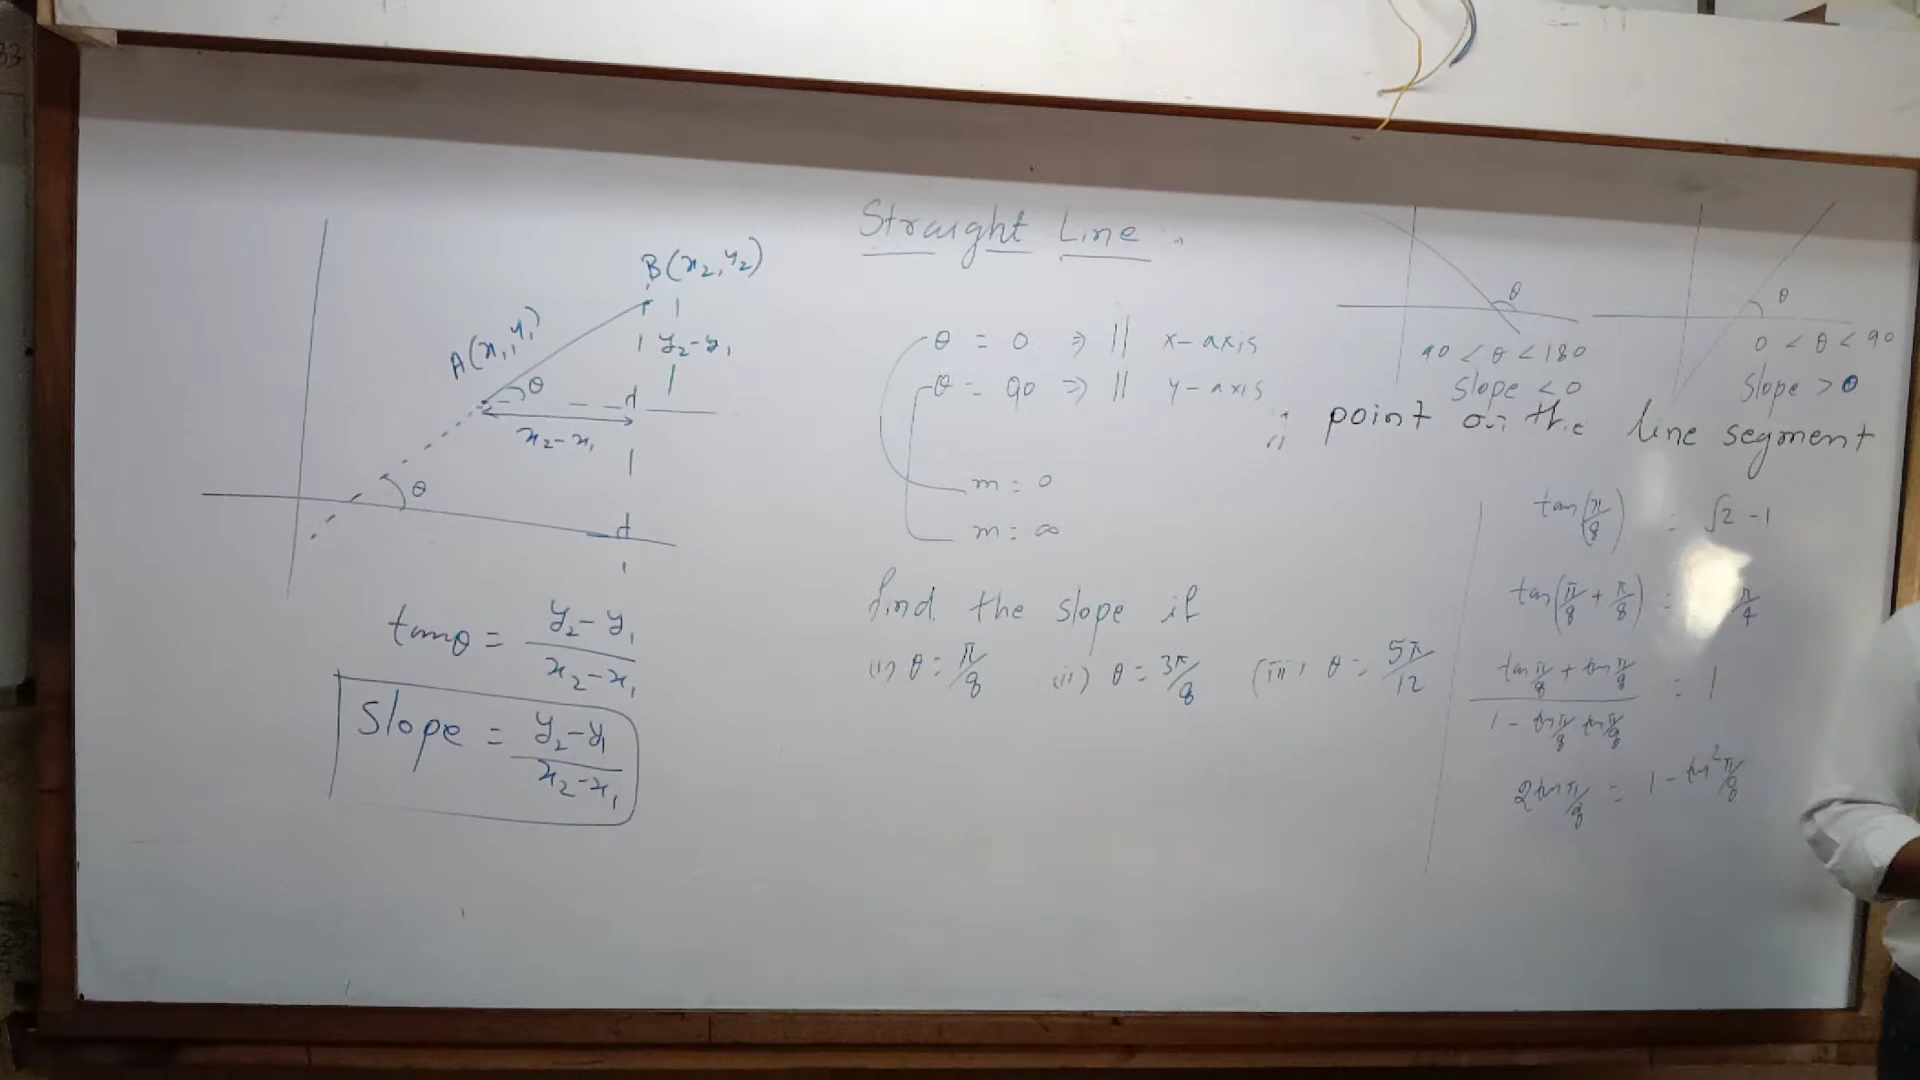 Straight Line :-
B(x₂, y₂)
A(x₁, y₁)
y₂-y₁
θ
x₂-x₁
θ
tanθ = (y₂-y₁)/(x₂-x₁)
Slope = (y₂-y₁)/(x₂-x₁)
θ = 0 ⇒ || x-axis
θ = 90 ⇒ || y-axis
m = 0
m = ∞
find the slope if
(i) θ = π/8 (ii) θ = 3π/8 (iii) θ = 5π/12
θ
90 < θ < 180
Slope < 0
θ
0 < θ < 90
Slope > 0
point on the line segment
tan(π/8) = √2 -1
tan(π/8 + π/8) = π/4
(tan π/8 + tan π/8)/(1 - tan π/8 tan π/8) = 1
2tan π/8 = 1 - tan² π/8